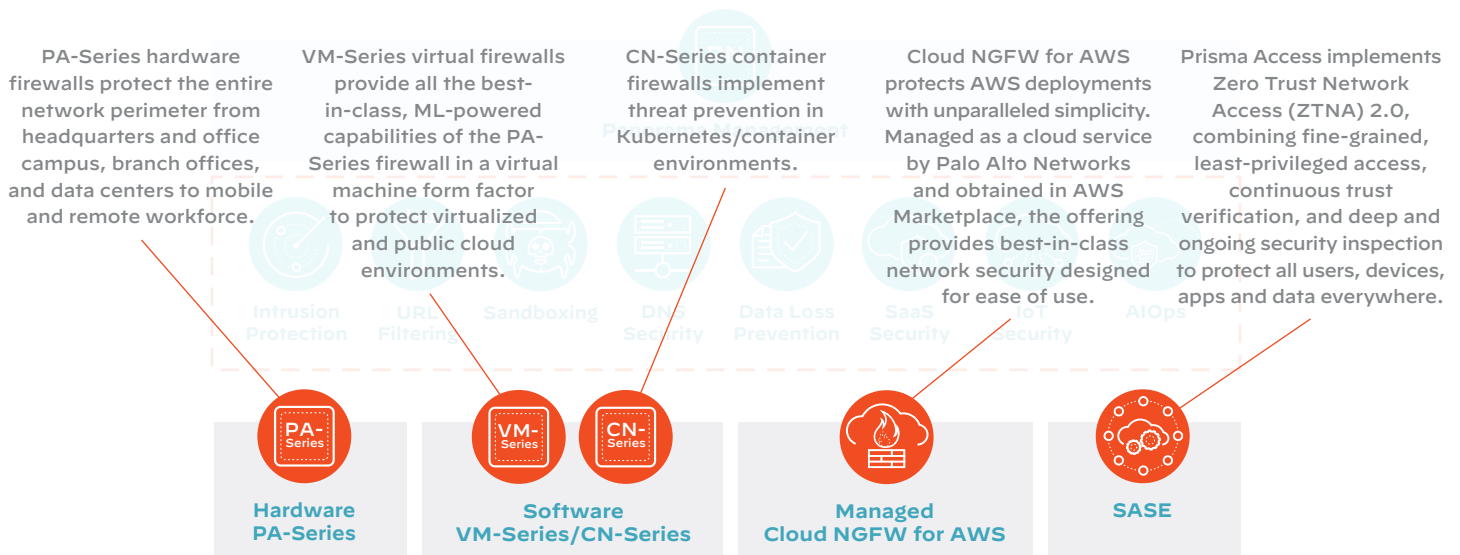 PA-Series hardware
firewalls protect the entire
network perimeter from
headquarters and office
campus, branch offices,
and data centers to mobile
and remote workforce.
VM-Series virtual firewalls
provide all the best-
in-class, ML-powered
capabilities of the PA-
Series firewall in a virtual
machine form factor
to protect virtualized
and public cloud
environments.
CN-Series container
firewalls implement
threat prevention in
Kubernetes/container
environments.
Cloud NGFW for AWS
protects AWS deployments
with unparalleled simplicity.
Managed as a cloud service
by Palo Alto Networks
and obtained in AWS
Marketplace, the offering
provides best-in-class
network security designed
for ease of use.
Prisma Access implements
Zero Trust Network
Access (ZTNA) 2.0,
combining fine-grained,
least-privileged access,
continuous trust
verification, and deep and
ongoing security inspection
to protect all users, devices,
apps and data everywhere.
Panorama Management
Intrusion
Protection
URL
Filtering
Sandboxing
DNS
Security
Data Loss
Prevention
SaaS
Security
IoT
Security
AIOps
PA-
Series
VM-
Series
CN-
Series
Hardware
PA-Series
Software
VM-Series/CN-Series
Managed
Cloud NGFW for AWS
SASE